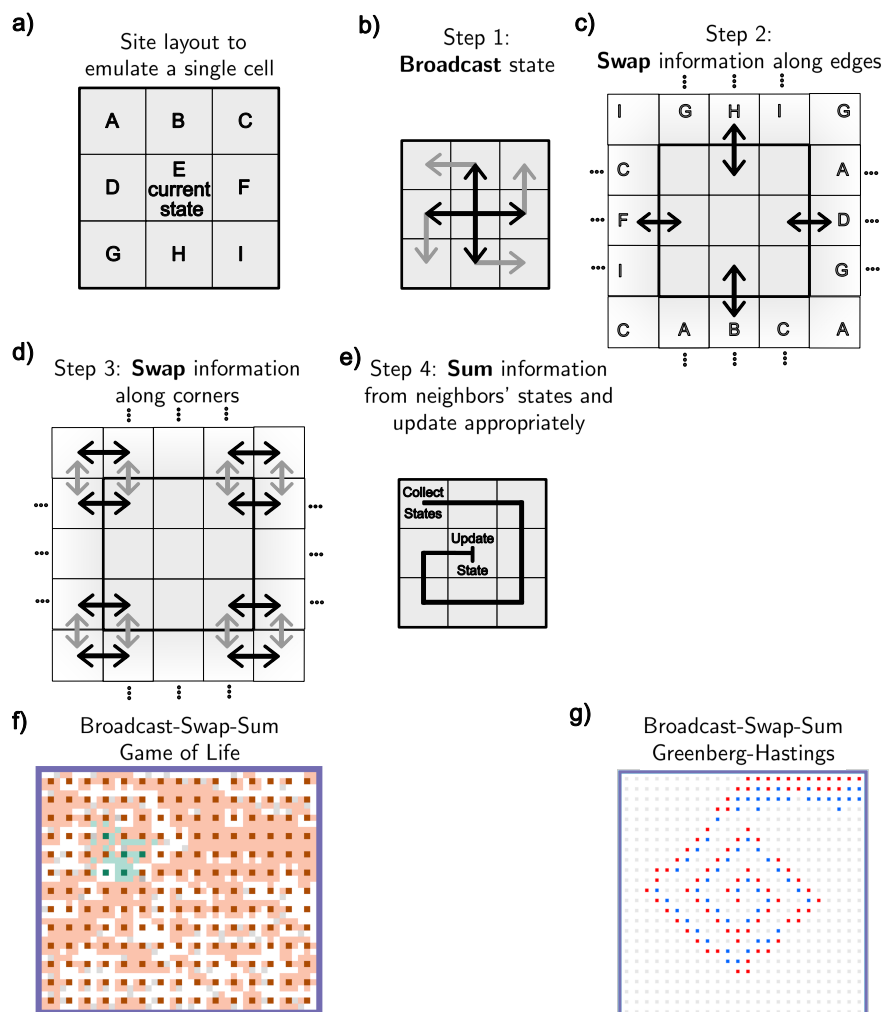 a)
Site layout to
emulate a single cell
A B C
D E F
current
state
G H I
b)
Step 1:
Broadcast state
c)
Step 2:
Swap information along edges
I G H I G
C A
F D
I G
C A B C A
d)
Step 3: Swap information
along corners
e)
Step 4: Sum information
from neighbors' states and
update appropriately
Collect
States
Update
State
f)
Broadcast-Swap-Sum
Game of Life
g)
Broadcast-Swap-Sum
Greenberg-Hastings